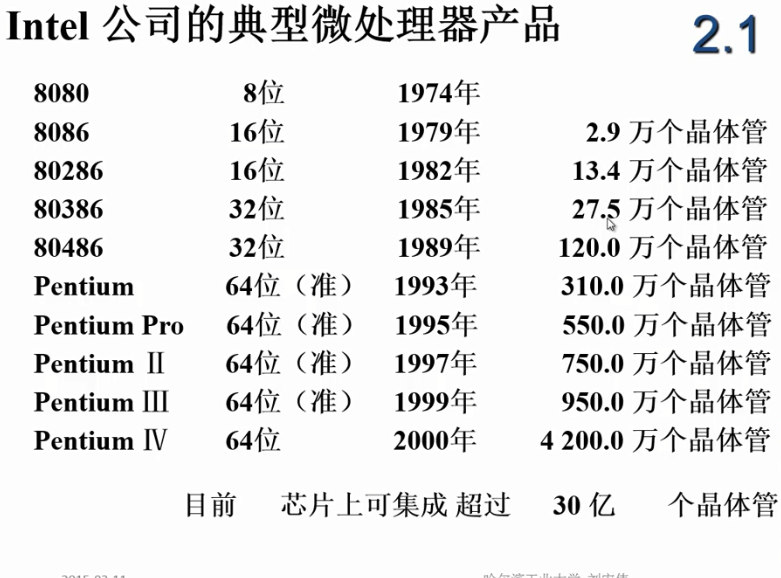 Intel 公司的典型微处理器产品 2.1
8080 8位 1974年
8086 16位 1979年 2.9 万个晶体管
80286 16位 1982年 13.4 万个晶体管
80386 32位 1985年 27.5 万个晶体管
80486 32位 1989年 120.0 万个晶体管
Pentium 64位（准） 1993年 310.0 万个晶体管
Pentium Pro 64位（准） 1995年 550.0 万个晶体管
Pentium Ⅱ 64位（准） 1997年 750.0 万个晶体管
Pentium Ⅲ 64位（准） 1999年 950.0 万个晶体管
Pentium Ⅳ 64位 2000年 4 200.0 万个晶体管
目前 芯片上可集成 超过 30 亿 个晶体管